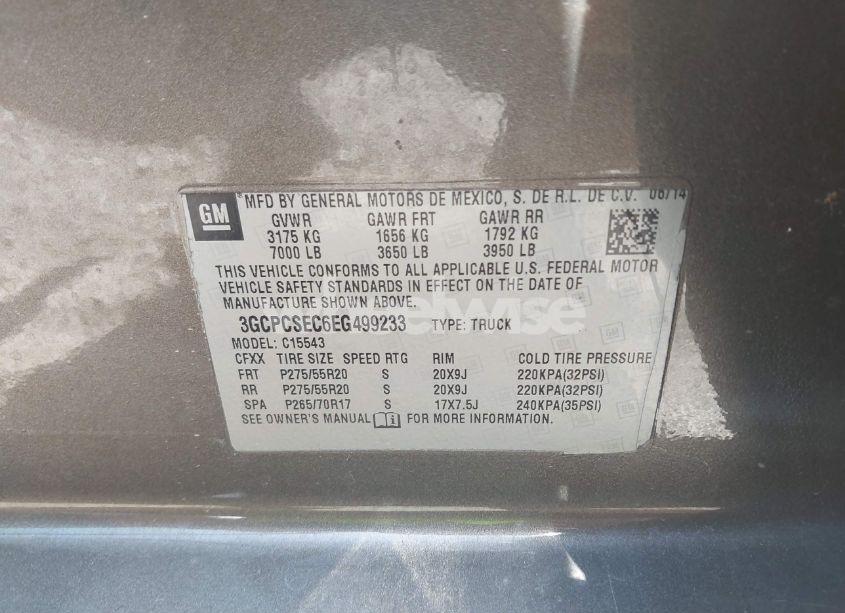 GM
MFD BY GENERAL MOTORS DE MEXICO, S. DE R.L. DE C.V. 06/14
GVWR GAWR FRT GAWR RR
3175 KG 1656 KG 1792 KG
7000 LB 3650 LB 3950 LB
THIS VEHICLE CONFORMS TO ALL APPLICABLE U.S. FEDERAL MOTOR
VEHICLE SAFETY STANDARDS IN EFFECT ON THE DATE OF
MANUFACTURE SHOWN ABOVE.
3GCPCSEC6EG499233 TYPE: TRUCK
MODEL: C15543
CFXX TIRE SIZE SPEED RTG RIM COLD TIRE PRESSURE
FRT P275/55R20 S 20X9J 220KPA(32PSI)
RR P275/55R20 S 20X9J 220KPA(32PSI)
SPA P265/70R17 S 17X7.5J 240KPA(35PSI)
SEE OWNER'S MANUAL FOR MORE INFORMATION.